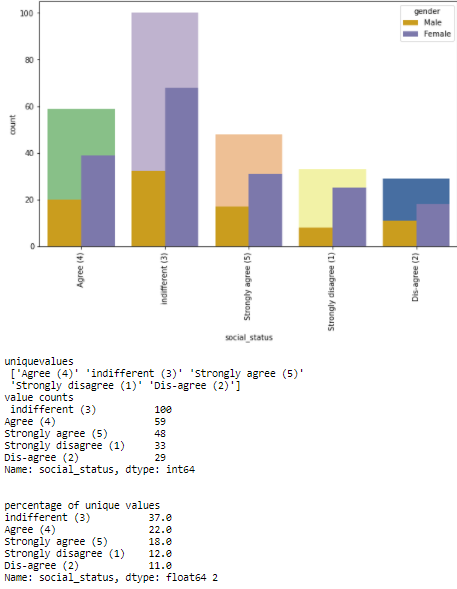 100
80
60
40
20
0
count
gender
Male
Female
Agree (4)
indifferent (3)
Strongly agree (5)
Strongly disagree (1)
Dis-agree (2)
social_status
uniquevalues
['Agree (4)' 'indifferent (3)' 'Strongly agree (5)'
'Strongly disagree (1)' 'Dis-agree (2)']
value counts
indifferent (3) 100
Agree (4) 59
Strongly agree (5) 48
Strongly disagree (1) 33
Dis-agree (2) 29
Name: social_status, dtype: int64
percentage of unique values
indifferent (3) 37.0
Agree (4) 22.0
Strongly agree (5) 18.0
Strongly disagree (1) 12.0
Dis-agree (2) 11.0
Name: social_status, dtype: float64 2